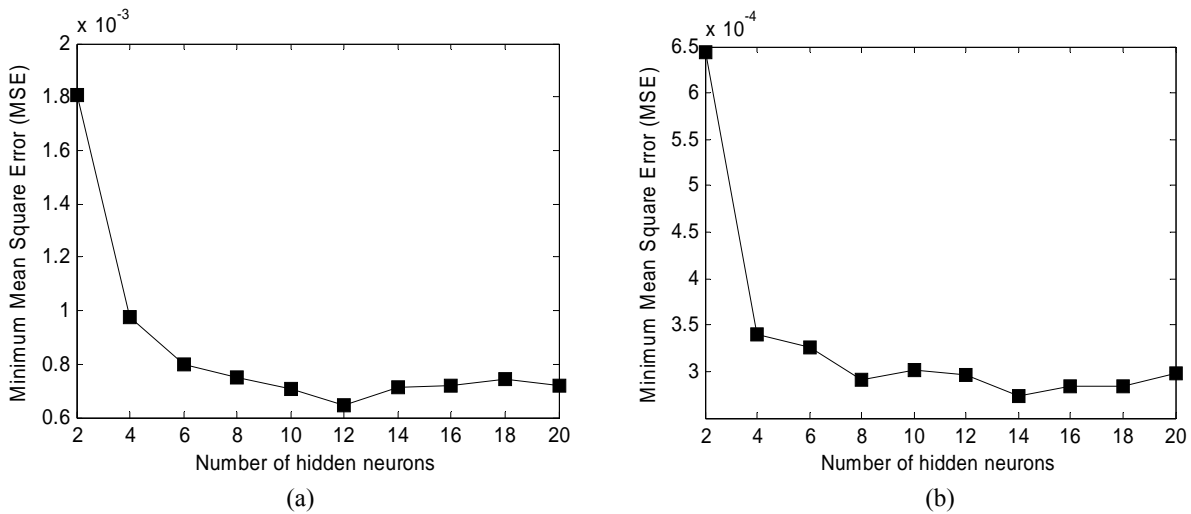 x 10⁻³
2
1.8
1.6
1.4
1.2
1
0.8
0.6
Minimum Mean Square Error (MSE)
2 4 6 8 10 12 14 16 18 20
Number of hidden neurons
(a)
x 10⁻⁴
6.5
6
5.5
5
4.5
4
3.5
3
Minimum Mean Square Error (MSE)
2 4 6 8 10 12 14 16 18 20
Number of hidden neurons
(b)